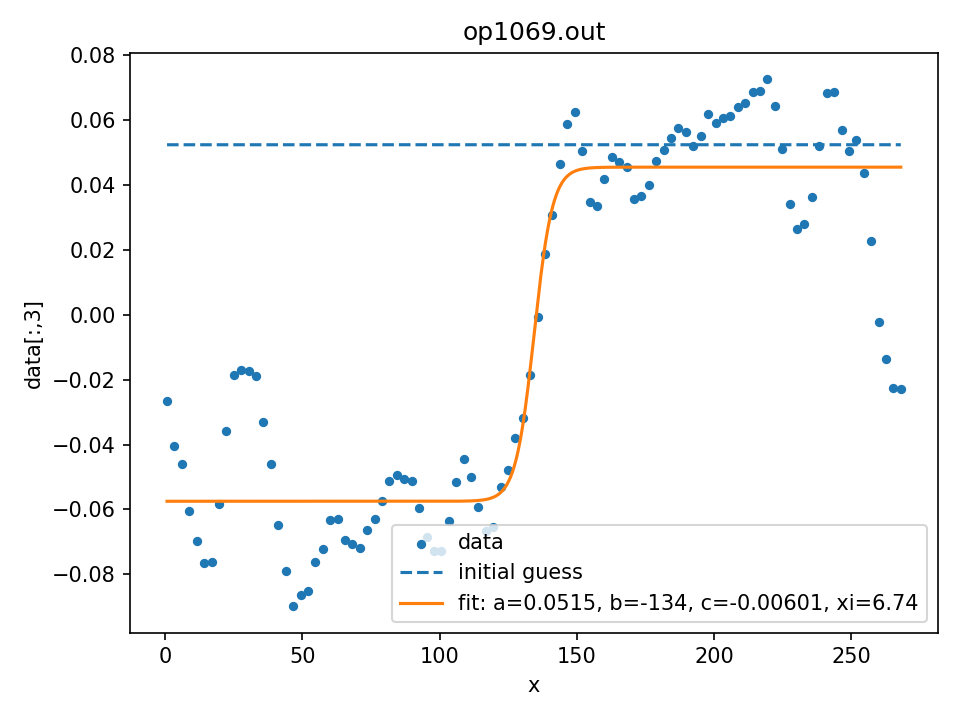 op1069.out
0.08
0.06
0.04
0.02
0.00
−0.02
−0.04
−0.06
−0.08
data[:,3]
data
initial guess
fit: a=0.0515, b=-134, c=-0.00601, xi=6.74
0 50 100 150 200 250
x